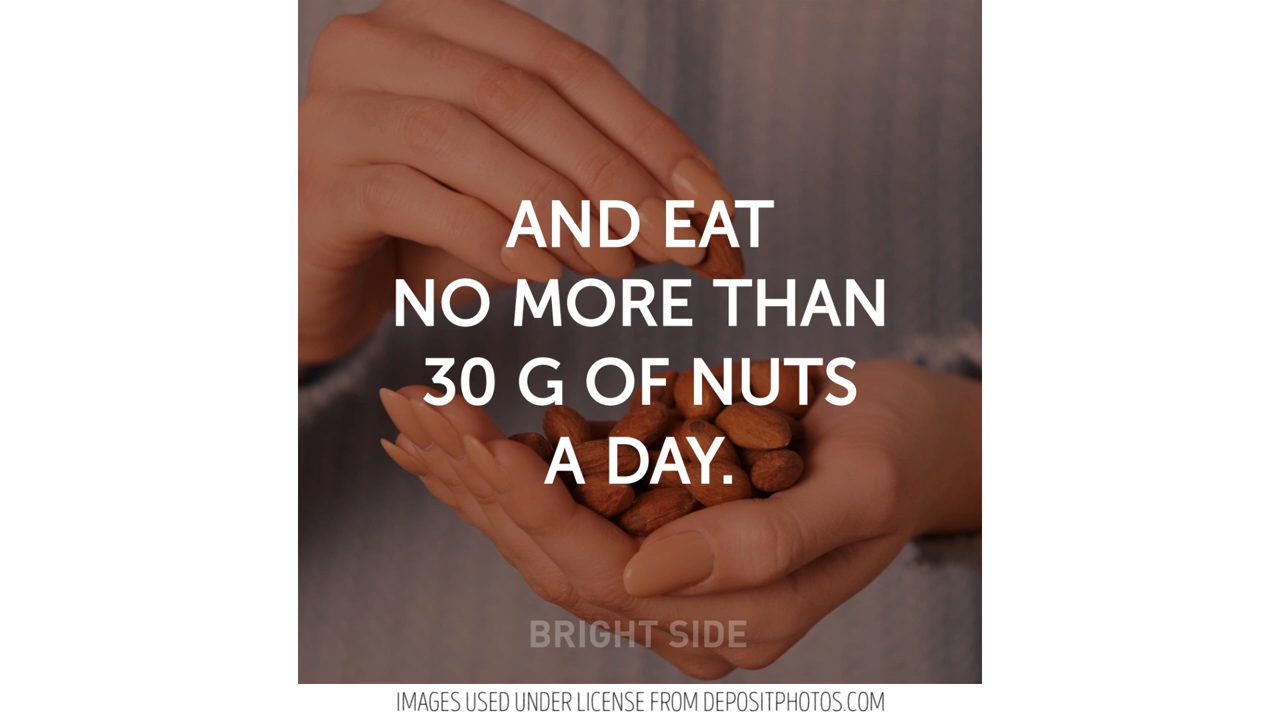 AND EAT
NO MORE THAN
30 G OF NUTS
A DAY.
BRIGHT SIDE
IMAGES USED UNDER LICENSE FROM DEPOSITPHOTOS.COM